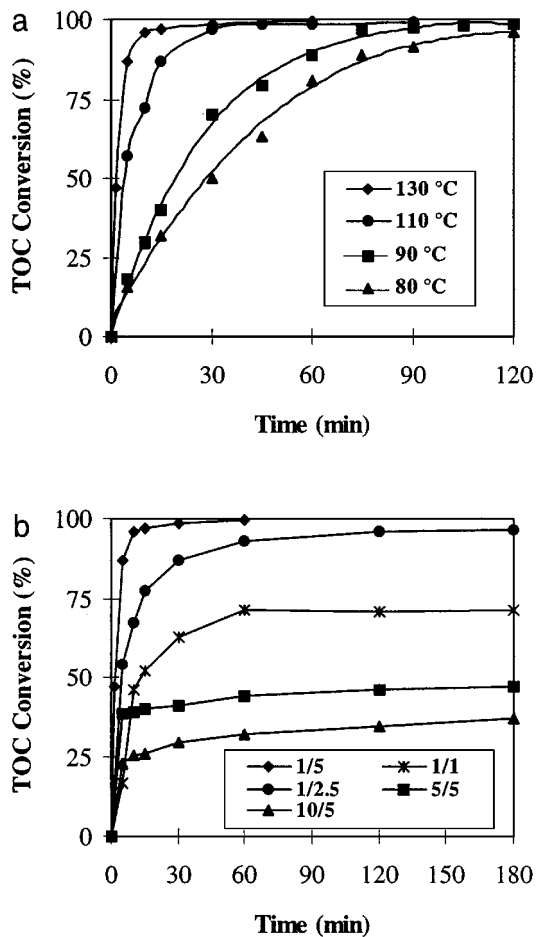 a
TOC Conversion (%)
100
75
50
25
0
130 °C
110 °C
90 °C
80 °C
0 30 60 90 120
Time (min)
b
TOC Conversion (%)
100
75
50
25
0
1/5 1/1
1/2.5 5/5
10/5
0 30 60 90 120 150 180
Time (min)